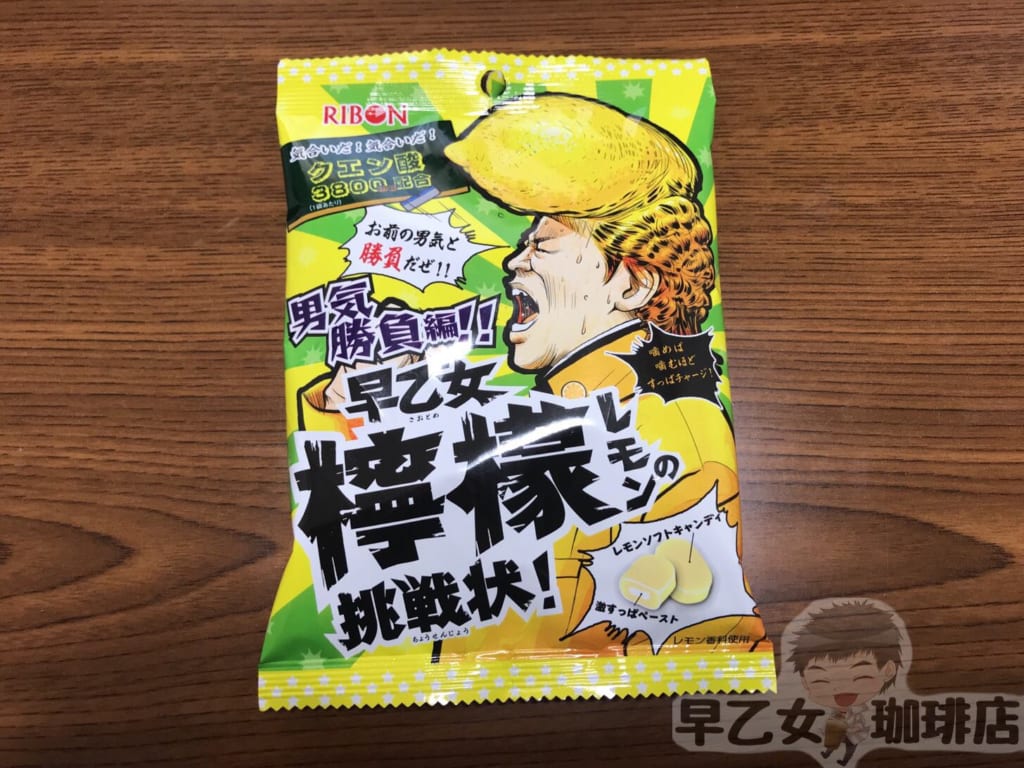 RIBON
気合いだ！気合いだ！
クエン酸
3800mg配合
(1袋あたり)
お前の男気と
勝負だぜ!!
男気
勝負編!!
噛めば
噛むほど
すっぱチャージ!
早乙女
さおとめ
檸檬
レモンの
挑戦状!
ちょうせんじょう
レモンソフトキャンディ
激すっぱペースト
レモン香料使用
早乙女珈琲店